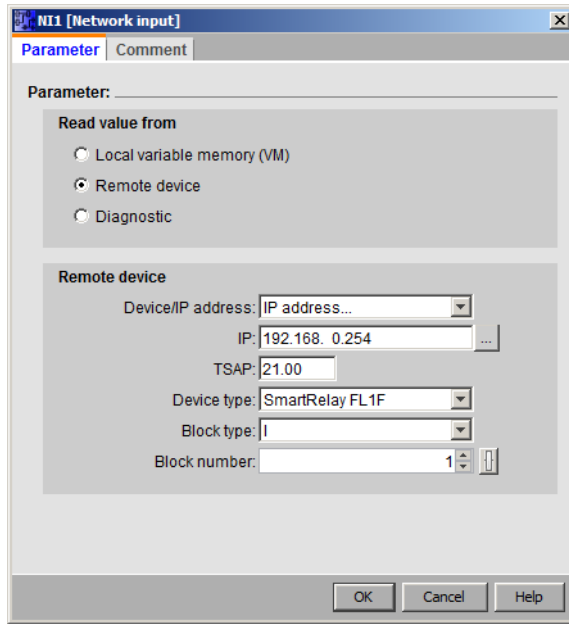 NI1 [Network input]
Parameter Comment
Parameter:
Read value from
Local variable memory (VM)
Remote device
Diagnostic
Remote device
Device/IP address: IP address...
IP: 192.168. 0.254 ...
TSAP: 21.00
Device type: SmartRelay FL1F
Block type: I
Block number: 1
OK Cancel Help